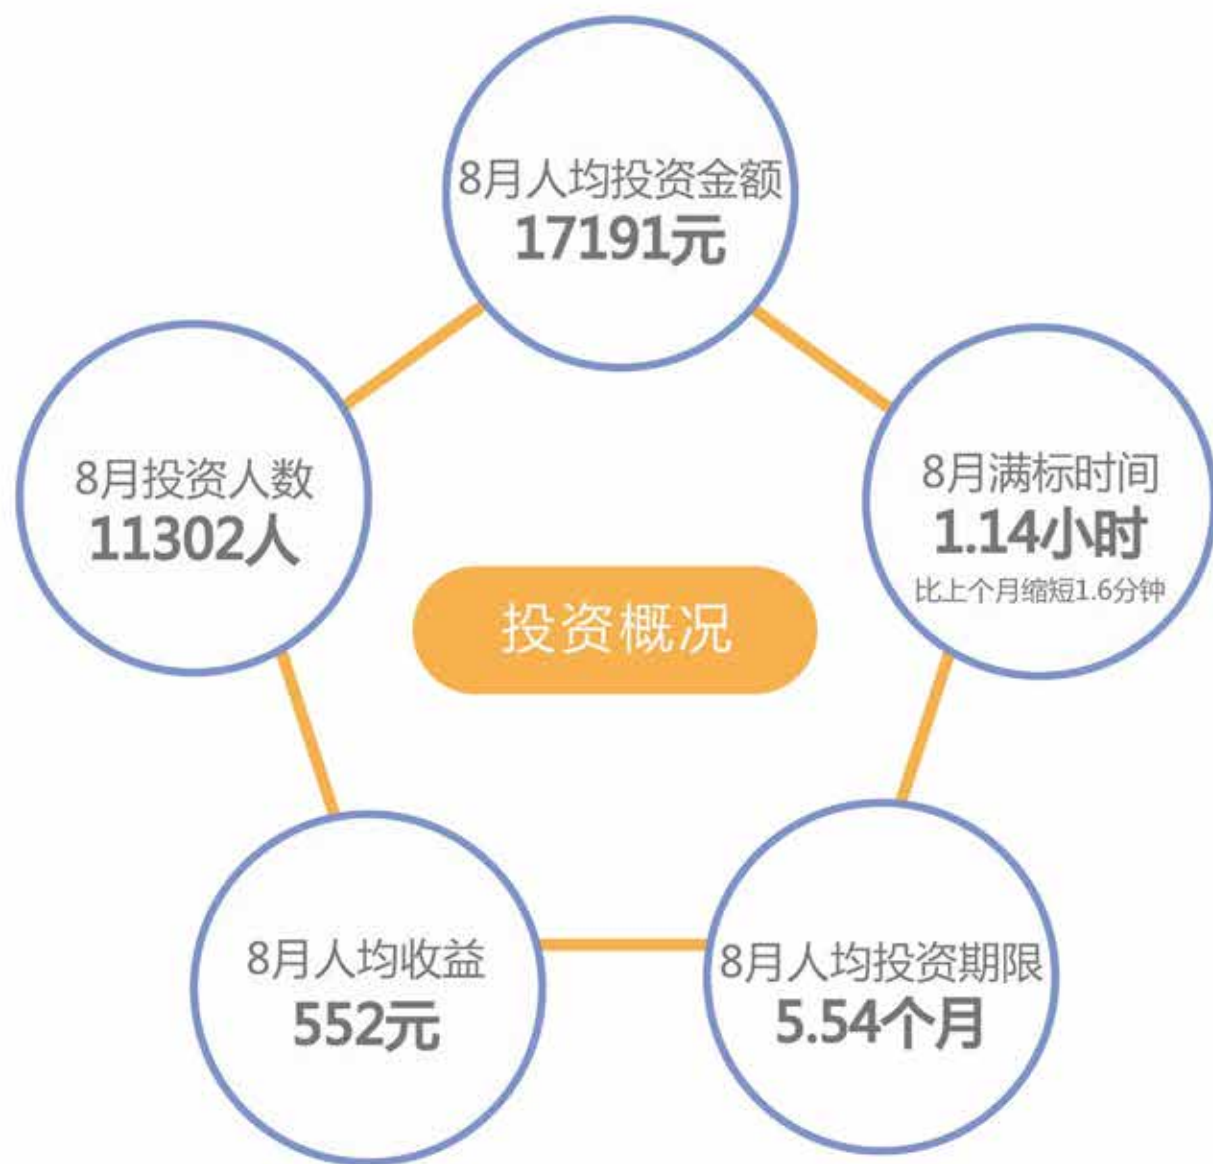 8月人均投资金额
17191元
8月投资人数
11302人
8月满标时间
1.14小时
比上个月缩短1.6分钟
投资概况
8月人均收益
552元
8月人均投资期限
5.54个月